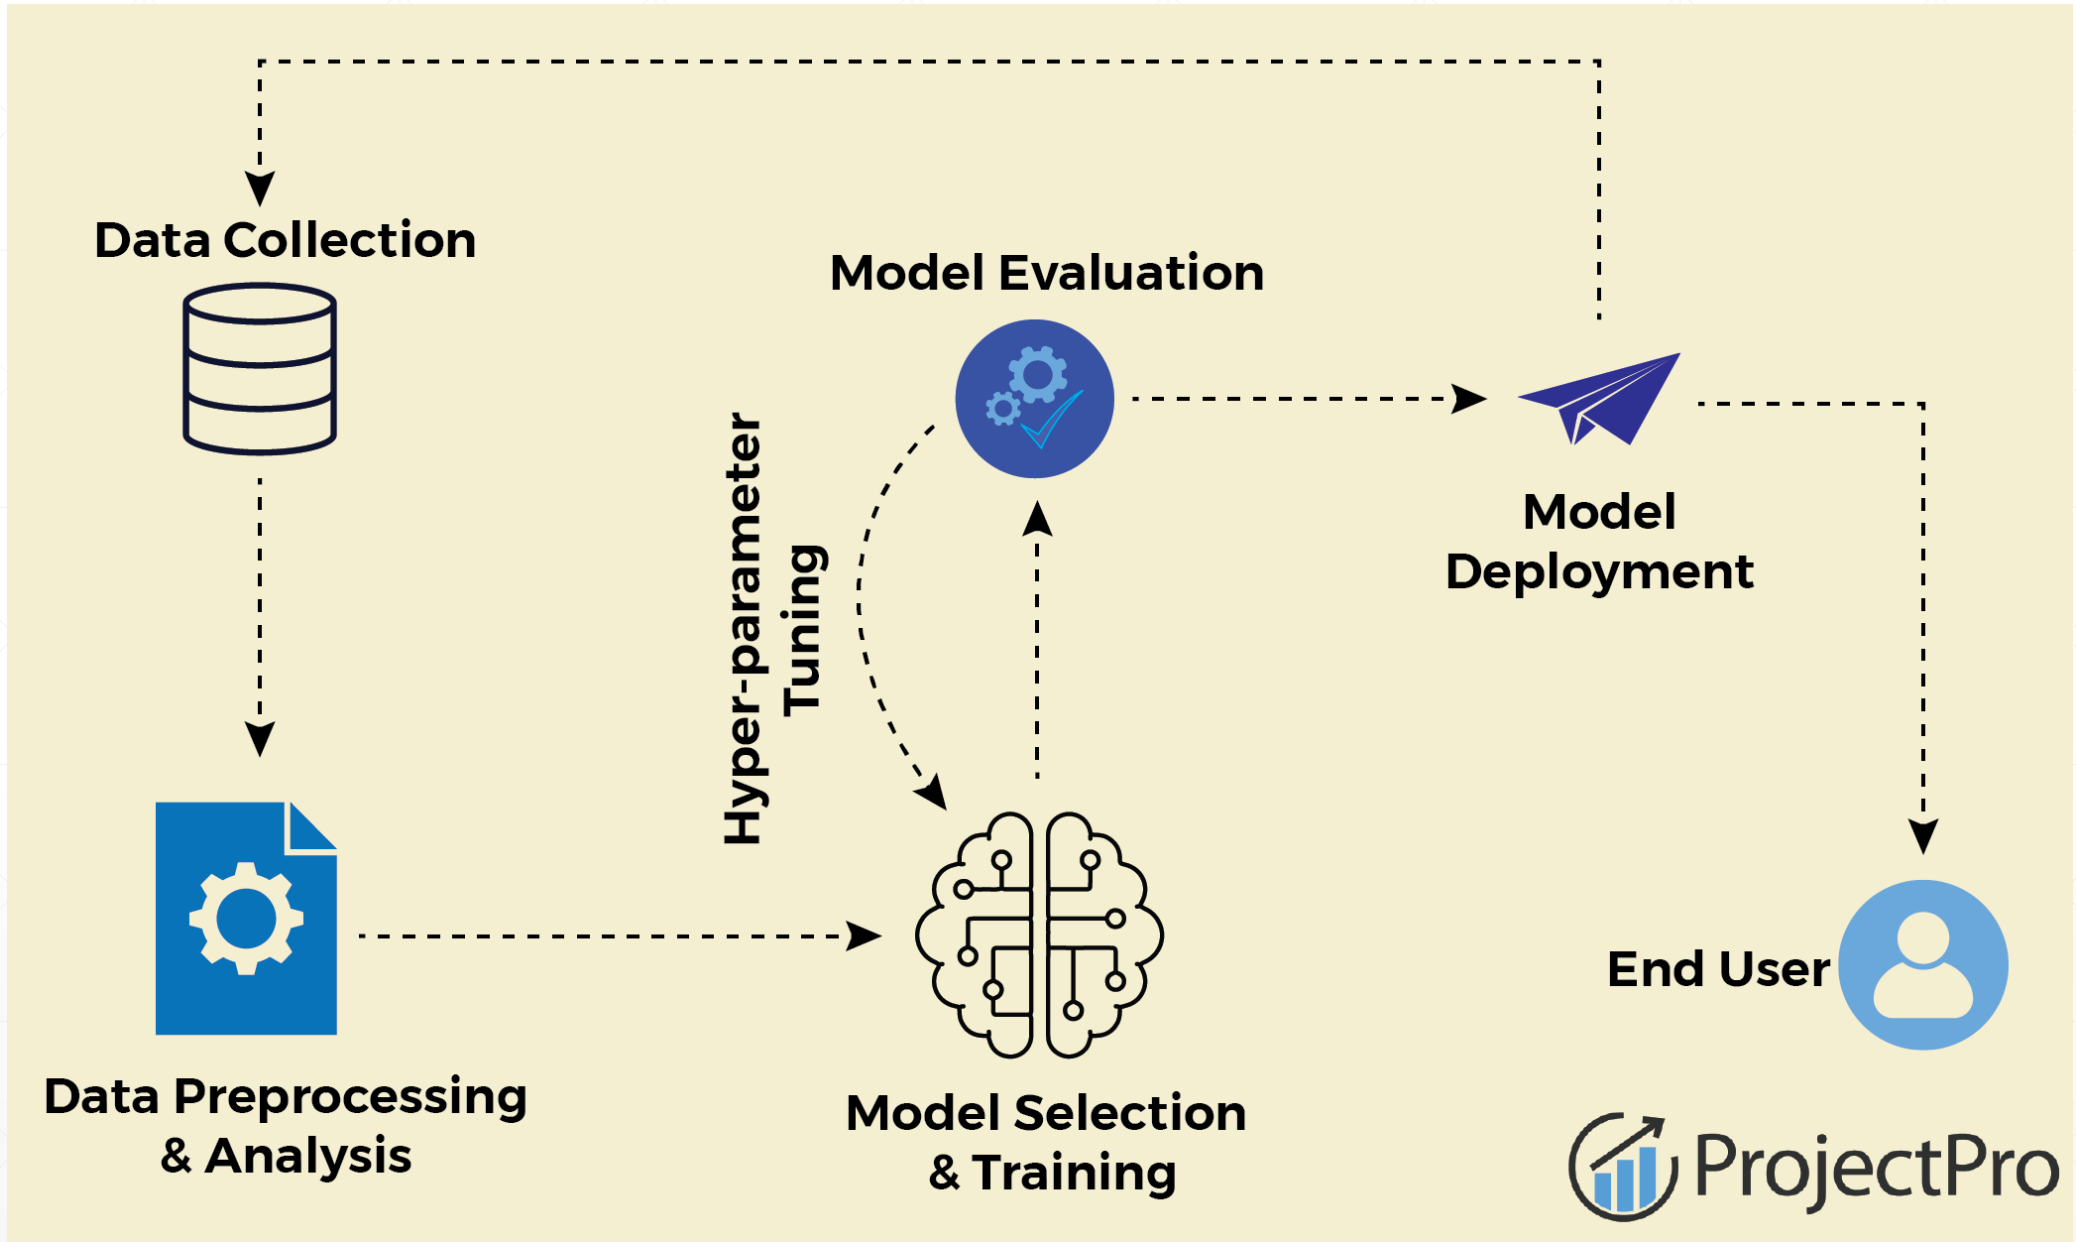 Data Collection
Model Evaluation
Hyper-parameter
Tuning
Model
Deployment
End User
Data Preprocessing
& Analysis
Model Selection
& Training
ProjectPro